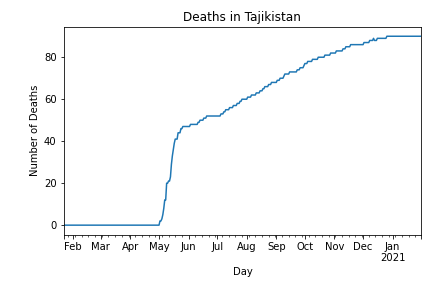 Deaths in Tajikistan
Number of Deaths
80
60
40
20
0
Feb Mar Apr May Jun Jul Aug Sep Oct Nov Dec Jan
2021
Day